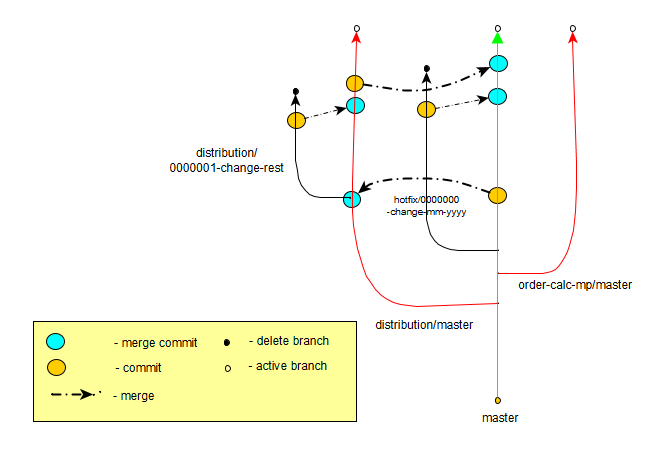 distribution/
0000001-change-rest
hotfix/0000000
-change-mm-yyyy
order-calc-mp/master
distribution/master
- merge commit
- delete branch
- commit
- active branch
- merge
master